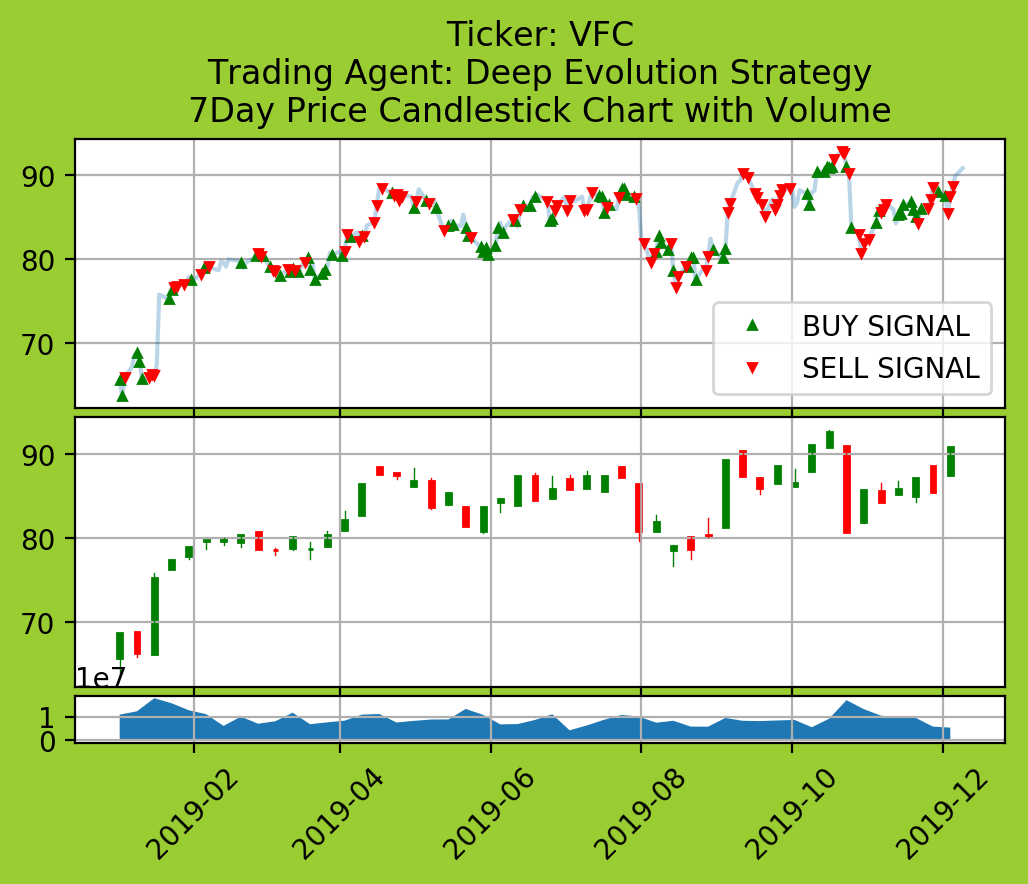 Ticker: VFC
Trading Agent: Deep Evolution Strategy
7Day Price Candlestick Chart with Volume
90
80
70
BUY SIGNAL
SELL SIGNAL
90
80
70
1e7
1
0
2019-02
2019-04
2019-06
2019-08
2019-10
2019-12